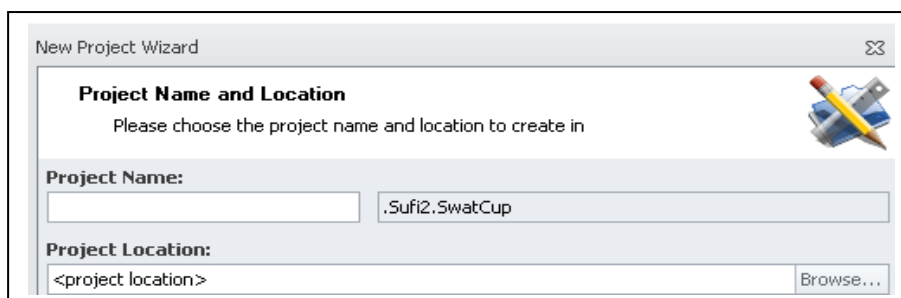 New Project Wizard
Project Name and Location
Please choose the project name and location to create in
Project Name:
.Sufi2.SwatCup
Project Location:
<project location> Browse...